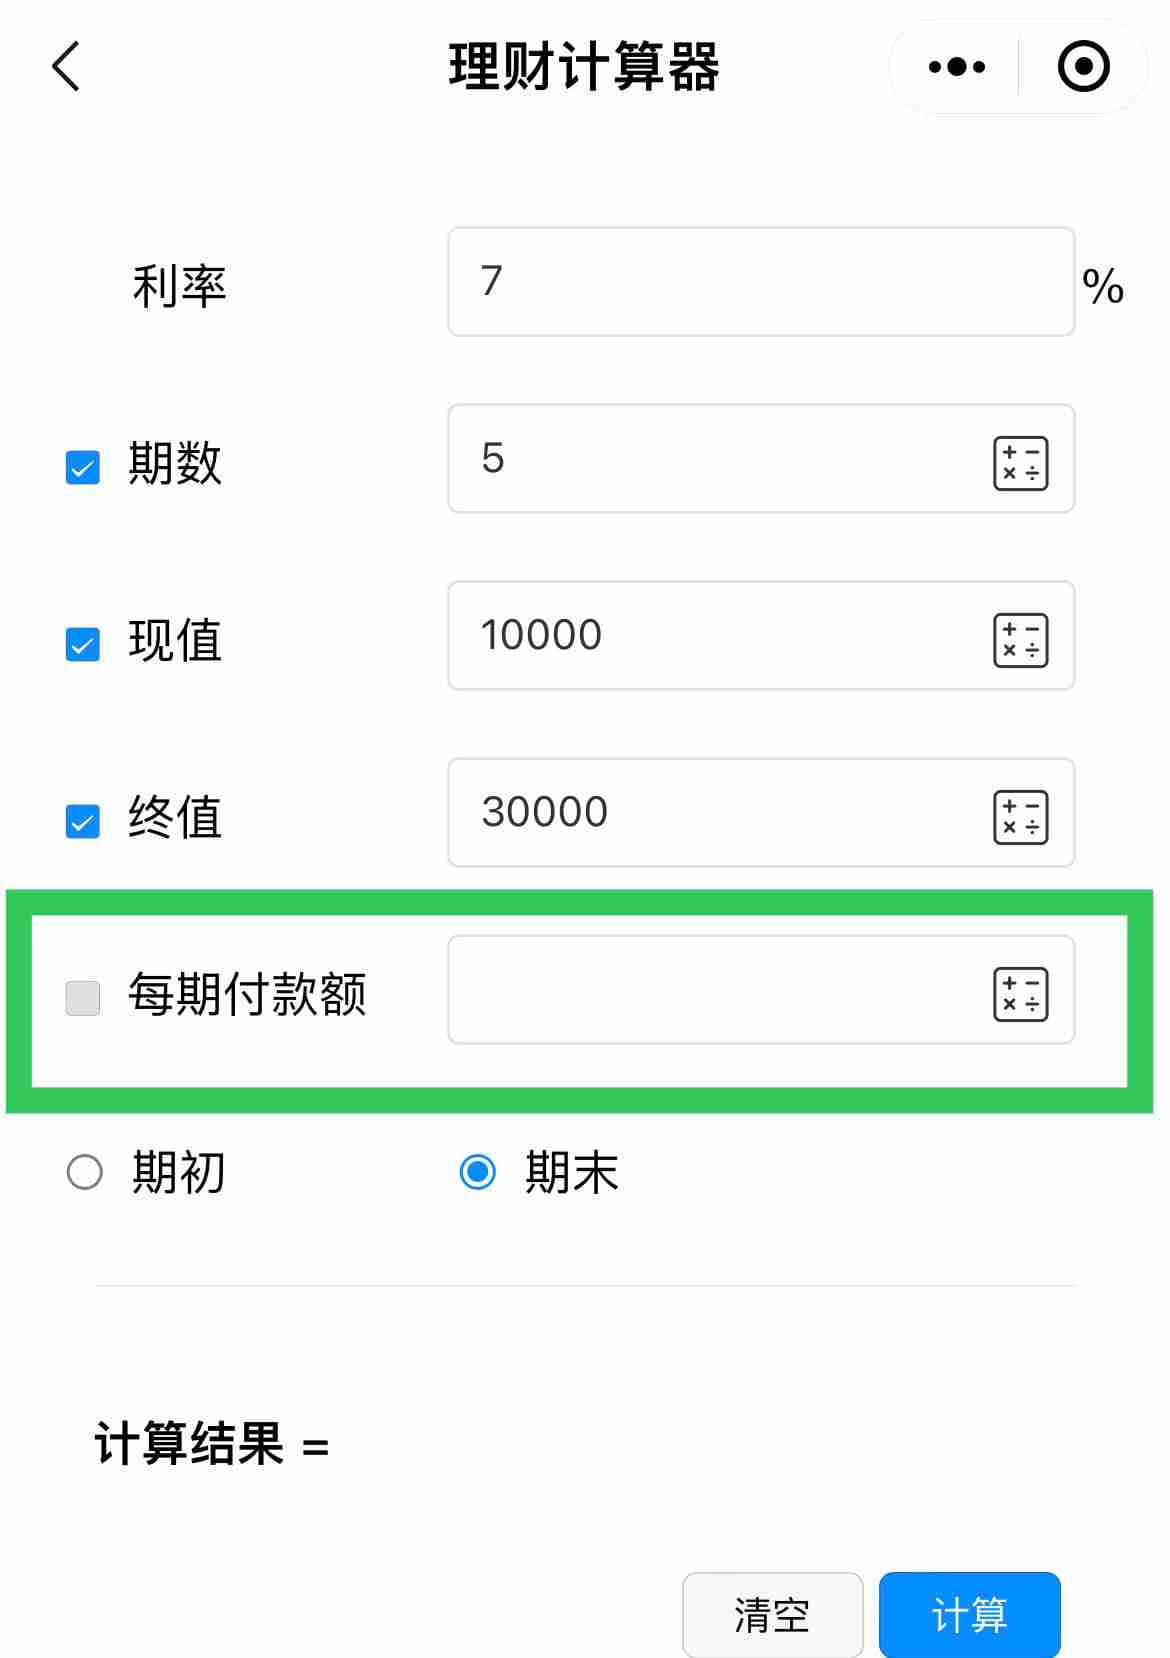 理财计算器
利率 7 %
期数 5
现值 10000
终值 30000
每期付款额
期初 期末
计算结果 =
清空 计算